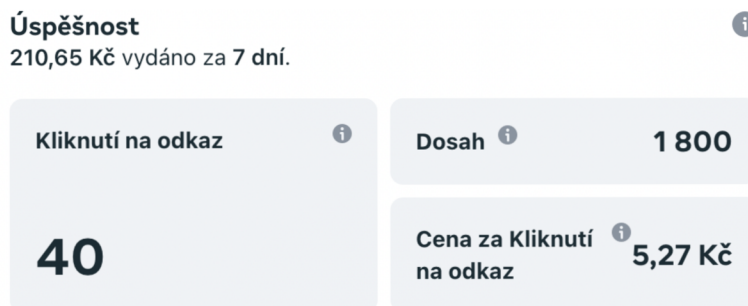 Úspěšnost
210,65 Kč vydáno za 7 dní.
Kliknutí na odkaz
40
Dosah
1 800
Cena za Kliknutí
na odkaz
5,27 Kč